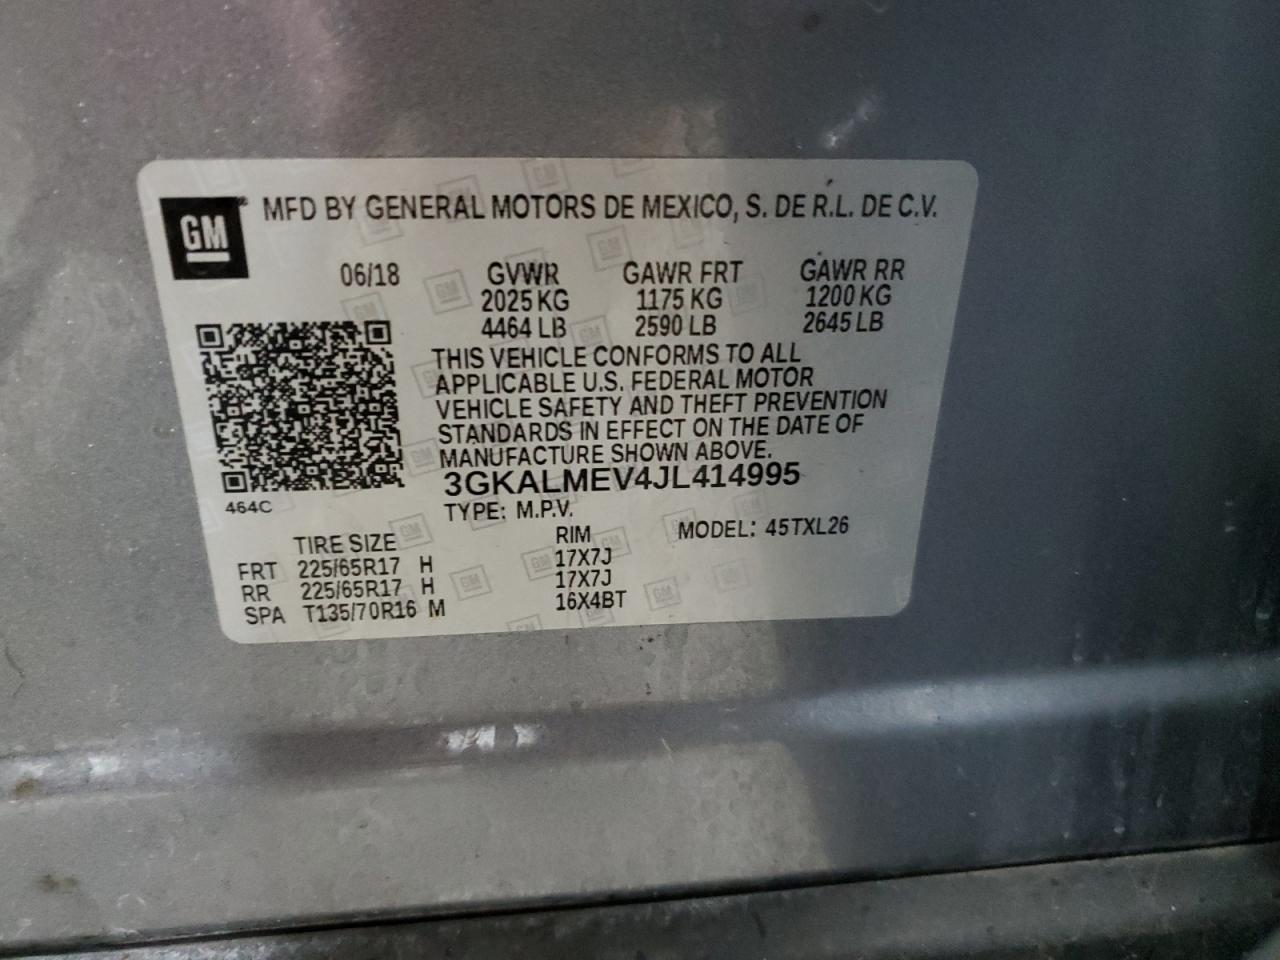 GM MFD BY GENERAL MOTORS DE MEXICO, S. DE R.L. DE C.V.
06/18 GVWR GAWR FRT GAWR RR
2025 KG 1175 KG 1200 KG
4464 LB 2590 LB 2645 LB
THIS VEHICLE CONFORMS TO ALL
APPLICABLE U.S. FEDERAL MOTOR
VEHICLE SAFETY AND THEFT PREVENTION
STANDARDS IN EFFECT ON THE DATE OF
MANUFACTURE SHOWN ABOVE.
3GKALMEV4JL414995
464C
TYPE: M.P.V.
TIRE SIZE RIM MODEL: 45TXL26
FRT 225/65R17 H 17X7J
RR 225/65R17 H 17X7J
SPA T135/70R16 M 16X4BT